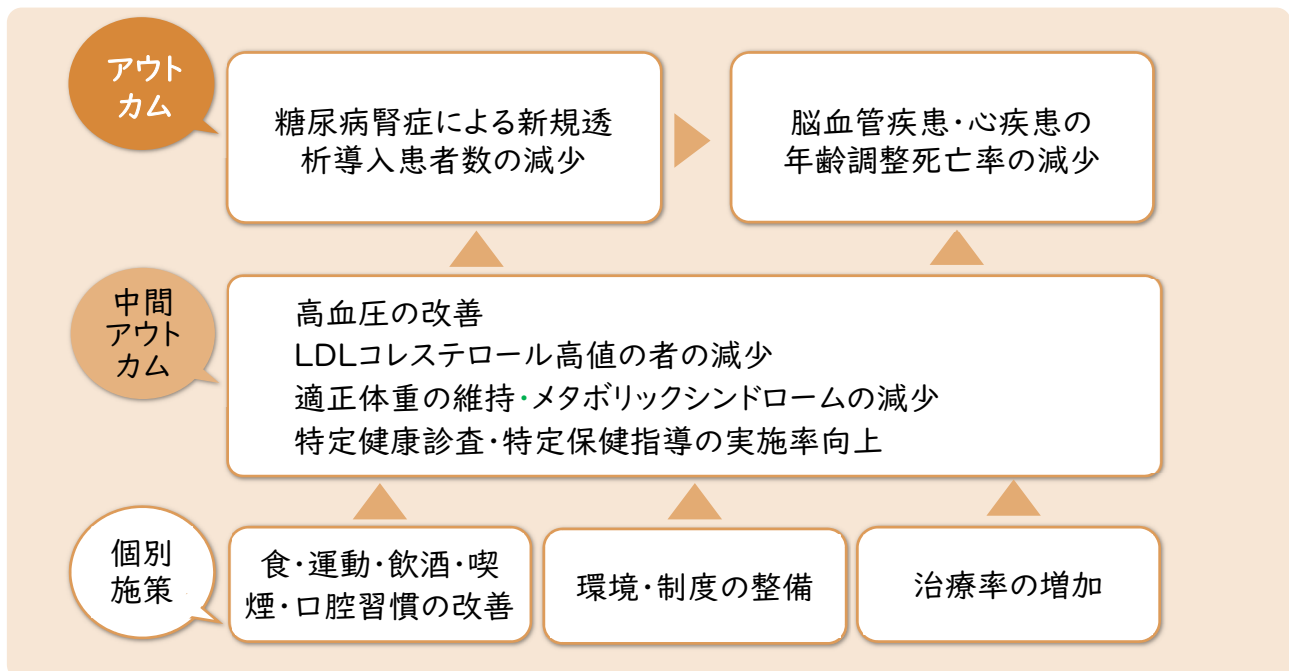 アウト
カム
糖尿病腎症による新規透
析導入患者数の減少
脳血管疾患・心疾患の
年齢調整死亡率の減少
中間
アウト
カム
高血圧の改善
LDLコレステロール高値の者の減少
適正体重の維持・メタボリックシンドロームの減少
特定健康診査・特定保健指導の実施率向上
個別
施策
食・運動・飲酒・喫
煙・口腔習慣の改善
環境・制度の整備
治療率の増加